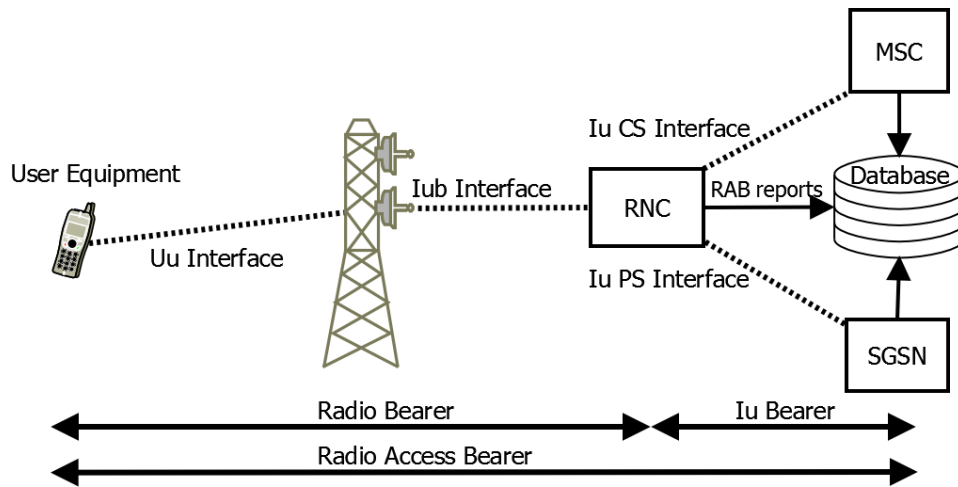 MSC
Iu CS Interface
User Equipment
Iub Interface
Database
RAB reports
RNC
Uu Interface
Iu PS Interface
SGSN
Radio Bearer
Iu Bearer
Radio Access Bearer